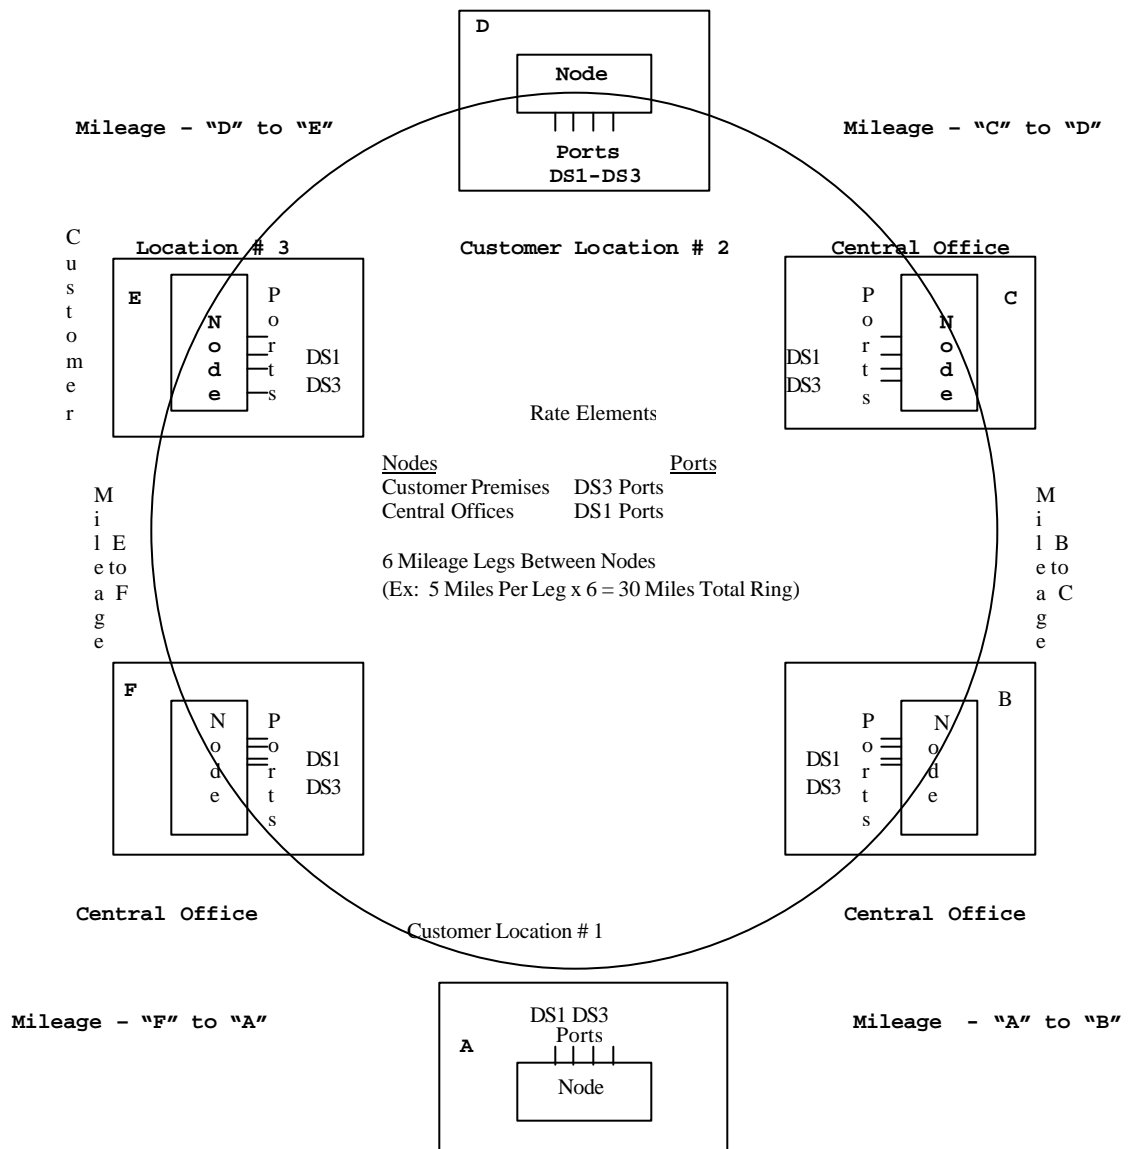 D
Node
Mileage – “D” to “E”
Mileage – “C” to “D”
Ports
DS1-DS3
Customer
Location # 3
Customer Location # 2
Central Office
E
Node
Ports
DS1
DS3
Ports
DS1
DS3
Node
C
Rate Elements
Nodes Ports
Customer Premises DS3 Ports
Central Offices DS1 Ports
6 Mileage Legs Between Nodes
(Ex: 5 Miles Per Leg x 6 = 30 Miles Total Ring)
Mileage
E
to
F
Mileage
B
to
C
F
Node
Ports
DS1
DS3
Ports
DS1
DS3
Node
B
Central Office
Central Office
Customer Location # 1
Mileage – “F” to “A”
Mileage - “A” to “B”
DS1 DS3
Ports
A
Node